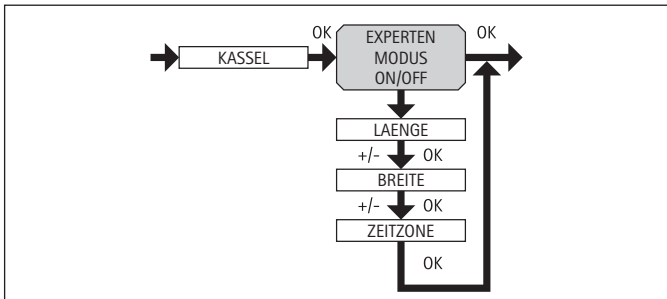 OK
EXPERTEN
MODUS
ON/OFF
OK
KASSEL
LAENGE
+/- OK
BREITE
+/- OK
ZEITZONE
OK